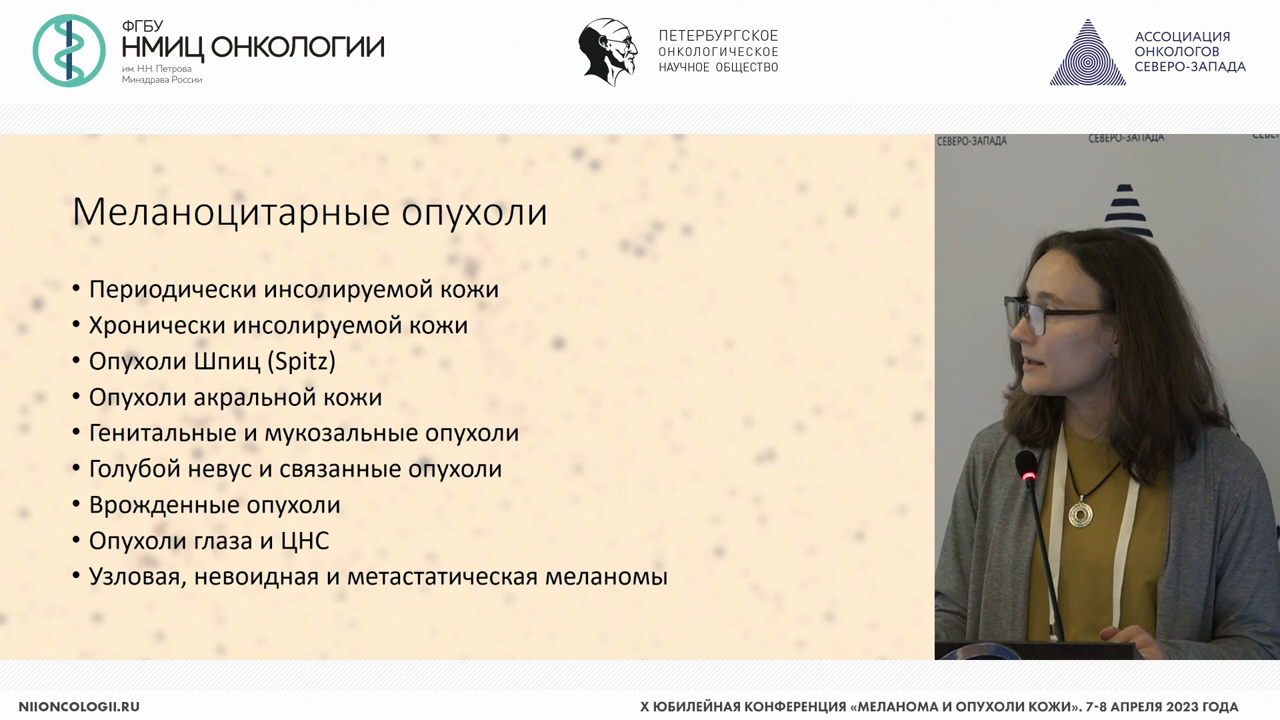 ФГБУ
НМИЦ ОНКОЛОГИИ
им. Н.Н. Петрова
Минздрава России
ПЕТЕРБУРГСКОЕ
ОНКОЛОГИЧЕСКОЕ
НАУЧНОЕ ОБЩЕСТВО
АССОЦИАЦИЯ
ОНКОЛОГОВ
СЕВЕРО-ЗАПАДА
СЕВЕРО-ЗАПАДА
СЕВЕРО-ЗАПАДА
Меланоцитарные опухоли
• Периодически инсолируемой кожи
• Хронически инсолируемой кожи
• Опухоли Шпиц (Spitz)
• Опухоли акральной кожи
• Генитальные и мукозальные опухоли
• Голубой невус и связанные опухоли
• Врожденные опухоли
• Опухоли глаза и ЦНС
• Узловая, невоидная и метастатическая меланомы
NIIONCOLOGII.RU
X ЮБИЛЕЙНАЯ КОНФЕРЕНЦИЯ «МЕЛАНОМА И ОПУХОЛИ КОЖИ». 7-8 АПРЕЛЯ 2023 ГОДА